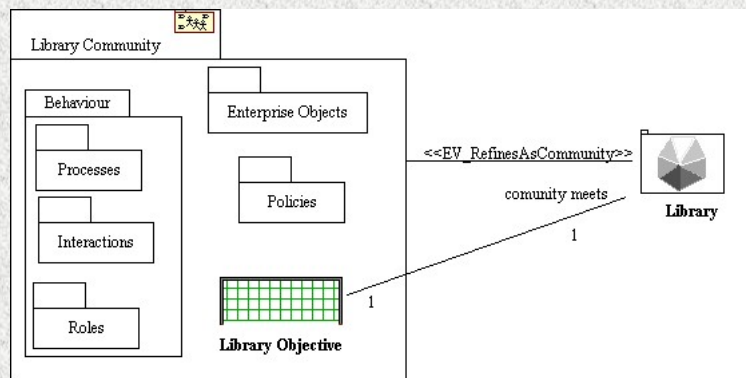 Library Community
Behaviour
Enterprise Objects
Processes
<<EV_RefinesAsCommunity>>
Policies
comunity meets
Library
Interactions
1
1
Roles
Library Objective